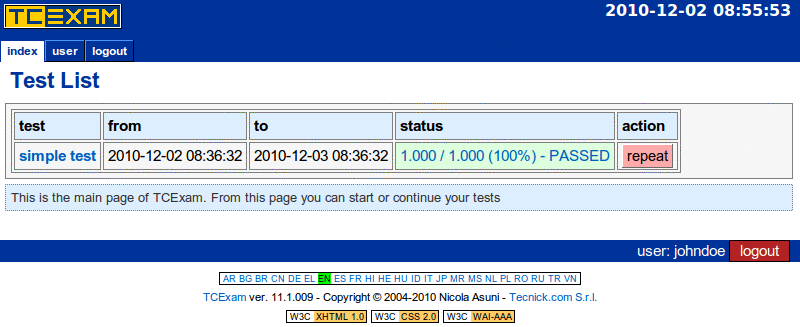 TCEXAM
2010-12-02 08:55:53
index user logout
Test List
test from to status action
simple test 2010-12-02 08:36:32 2010-12-03 08:36:32 1.000 / 1.000 (100%) - PASSED repeat
This is the main page of TCExam. From this page you can start or continue your tests
user: johndoe logout
AR BG BR CN DE EL EN ES FR HI HE HU ID IT JP MR MS NL PL RO RU TR VN
TCExam ver. 11.1.009 - Copyright © 2004-2010 Nicola Asuni - Tecnick.com S.r.l.
W3C XHTML 1.0 W3C CSS 2.0 W3C WAI-AAA